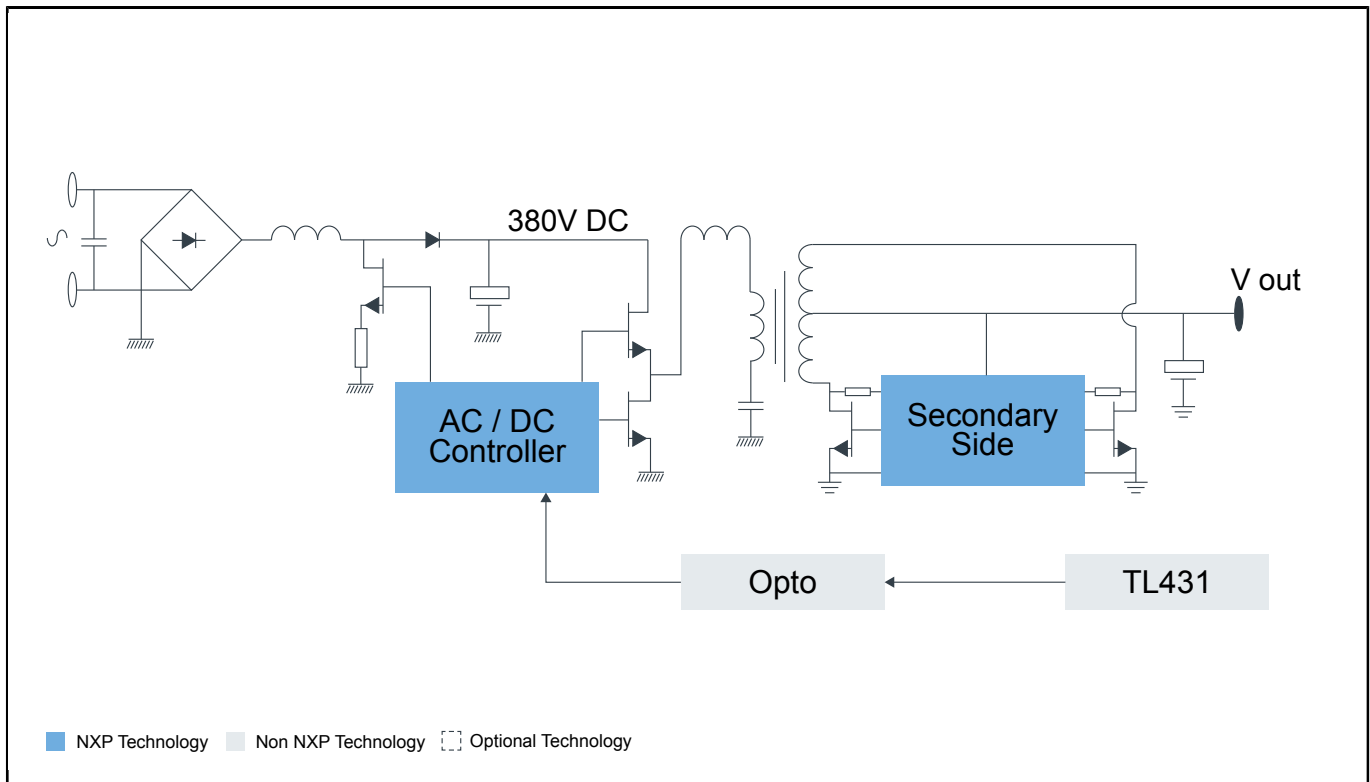 380V DC
V out
AC / DC
Controller
Secondary
Side
Opto
TL431
NXP Technology
Non NXP Technology
Optional Technology